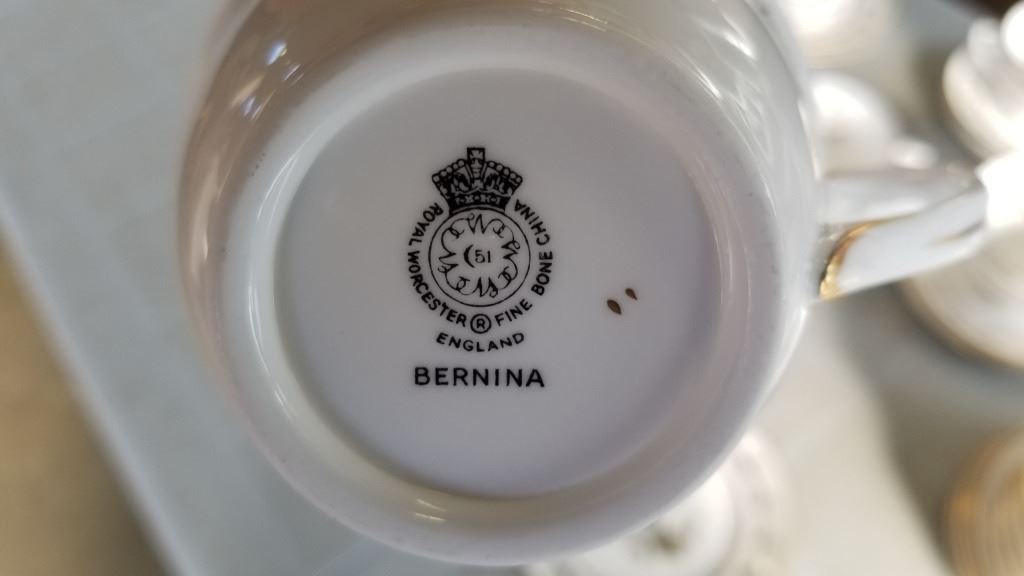 51
ROYAL WORCESTER ® FINE BONE CHINA
ENGLAND
BERNINA